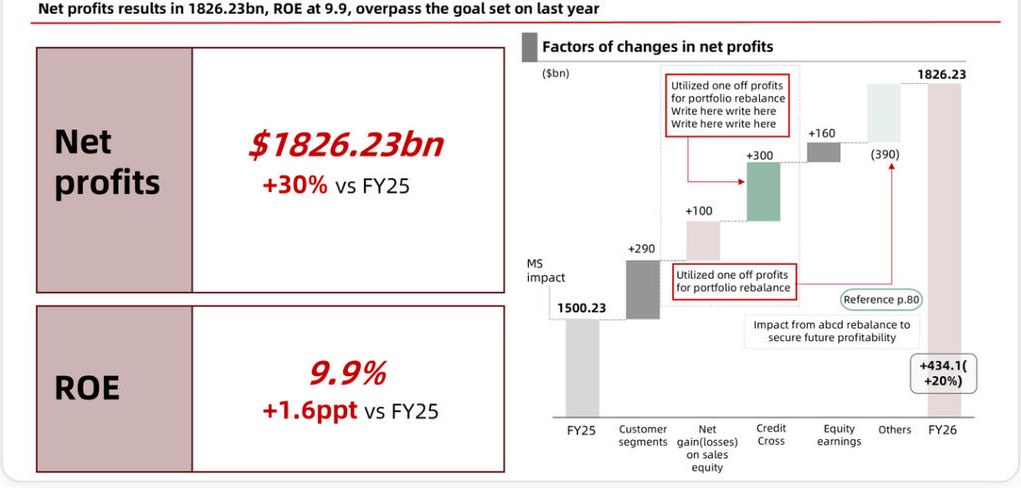 Net profits results in 1826.23bn, ROE at 9.9, overpass the goal set on last year
Net
profits
$1826.23bn
+30% vs FY25
ROE
9.9%
+1.6ppt vs FY25
Factors of changes in net profits
($bn)
1826.23
Utilized one off profits
for portfolio rebalance
Write here write here
Write here write here
+160
+300
(390)
+100
+290
MS
impact
Utilized one off profits
for portfolio rebalance
1500.23
Reference p.80
Impact from abcd rebalance to
secure future profitability
+434.1(
+20%)
FY25
Customer
segments
Net
gain(losses)
on sales
equity
Credit
Cross
Equity
earnings
Others
FY26